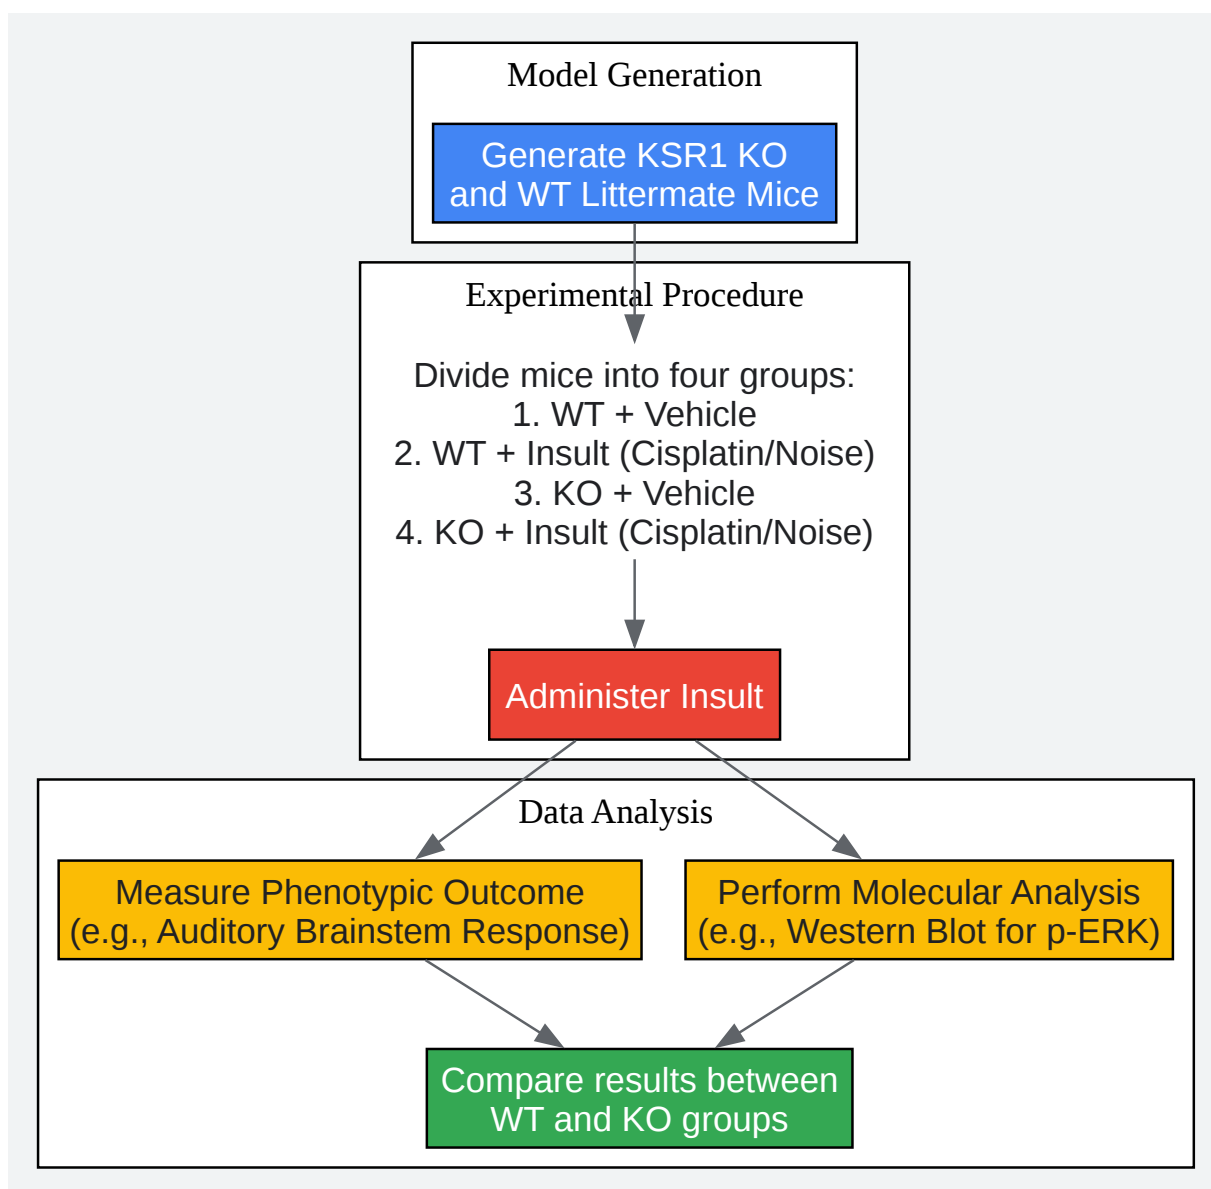 Model Generation
Generate KSR1 KO
and WT Littermate Mice
Experimental Procedure
Divide mice into four groups:
1. WT + Vehicle
2. WT + Insult (Cisplatin/Noise)
3. KO + Vehicle
4. KO + Insult (Cisplatin/Noise)
Administer Insult
Data Analysis
Measure Phenotypic Outcome
(e.g., Auditory Brainstem Response)
Perform Molecular Analysis
(e.g., Western Blot for p-ERK)
Compare results between
WT and KO groups